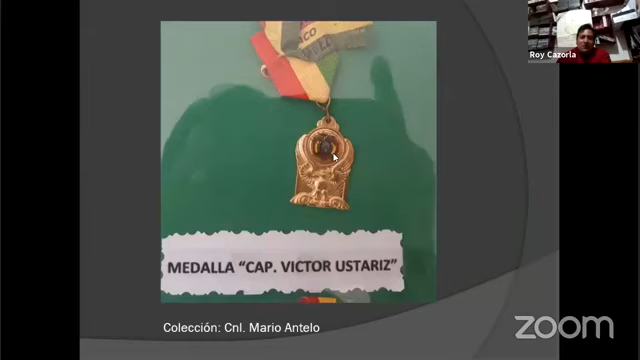 Roy Cazorla
MEDALLA “CAP. VICTOR USTARIZ”
Colección: Cnl. Mario Antelo
zoom